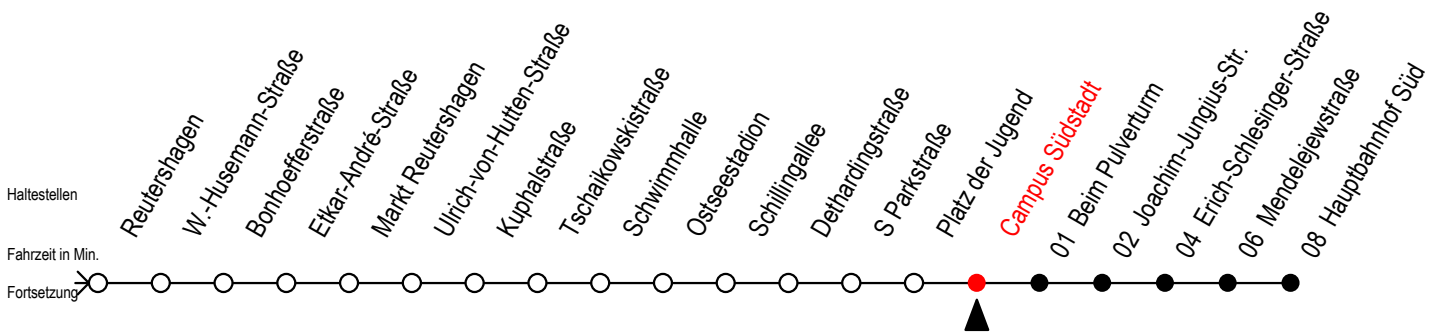 Haltestellen
Reutershagen
W.-Husemann-Straße
Bonhoefferstraße
Etkar-André-Straße
Markt Reutershagen
Ulrich-von-Hutten-Straße
Kuphalstraße
Tschaikowskistraße
Schwimmhalle
Ostseestadion
Schillingallee
Dethardingstraße
S Parkstraße
Platz der Jugend
Campus Südstadt
01 Beim Pulverturm
02 Joachim-Jungius-Str.
04 Erich-Schlesinger-Straße
06 Mendelejewstraße
08 Hauptbahnhof Süd
Fahrzeit in Min.
Fortsetzung